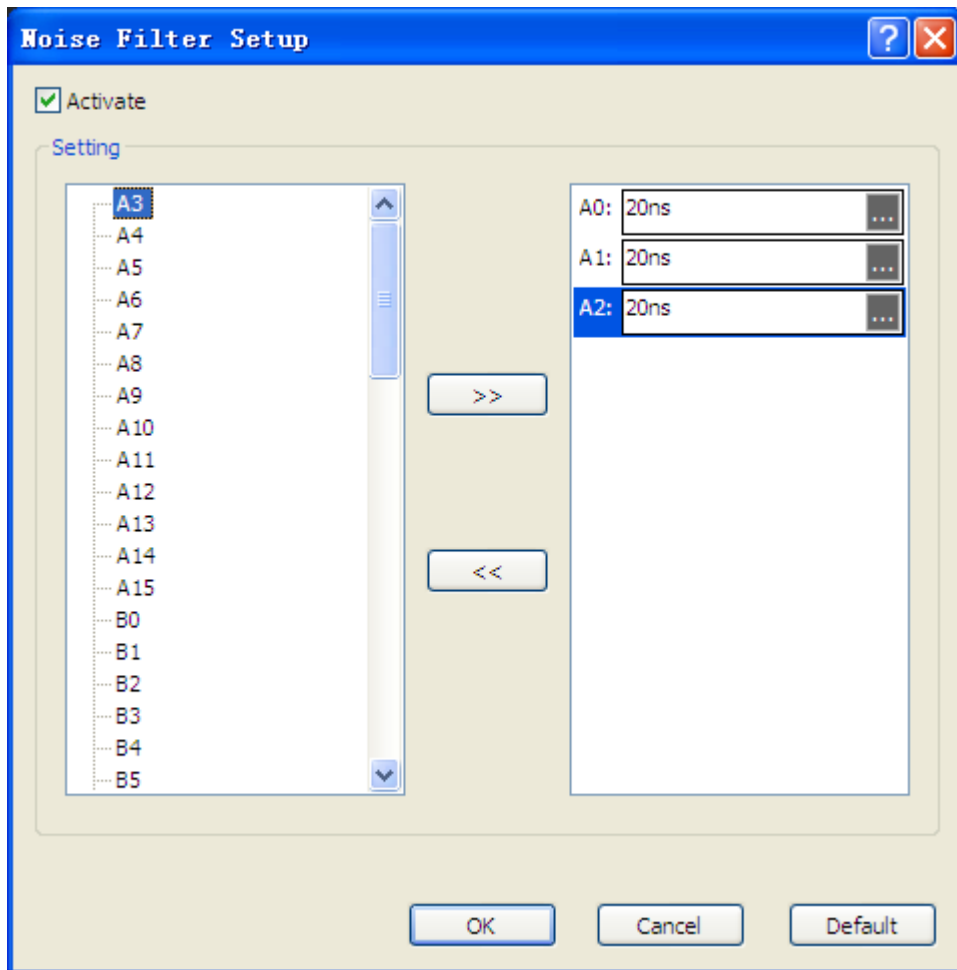 Noise Filter Setup
Activate
Setting
A3
A4
A5
A6
A7
A8
A9
A10
A11
A12
A13
A14
A15
B0
B1
B2
B3
B4
B5
>>
<<
A0: 20ns ...
A1: 20ns ...
A2: 20ns ...
OK
Cancel
Default